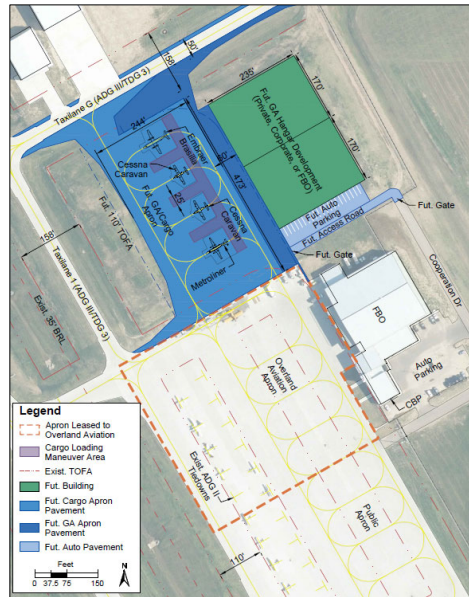 50'
158'
Taxilane G (ADG III/TDG 3)
235'
170'
Fut. GA Hangar Development
(Private, Corporate, or FBO)
170'
244'
Embraer
Brasilia
Cessna
Caravan
80'
473'
Fut. GA/Cargo
Apron
25'
Cessna
Caravan
Metroliner
Fut. 110' TOFA
158'
Taxilane 1 (ADG III/TDG 3)
Exist. 35' BRL
Fut. Auto
Parking
Fut. Access Road
Fut. Gate
Fut. Gate
Cooperation Dr
FBO
Auto
Parking
CBP
Overland
Aviation
Apron
Exist. ADG II
Tiedowns
Public
Apron
110'
Legend
Apron Leased to
Overland Aviation
Cargo Loading
Maneuver Area
Exist. TOFA
Fut. Building
Fut. Cargo Apron
Pavement
Fut. GA Apron
Pavement
Fut. Auto Pavement
Feet
0 37.5 75 150
N